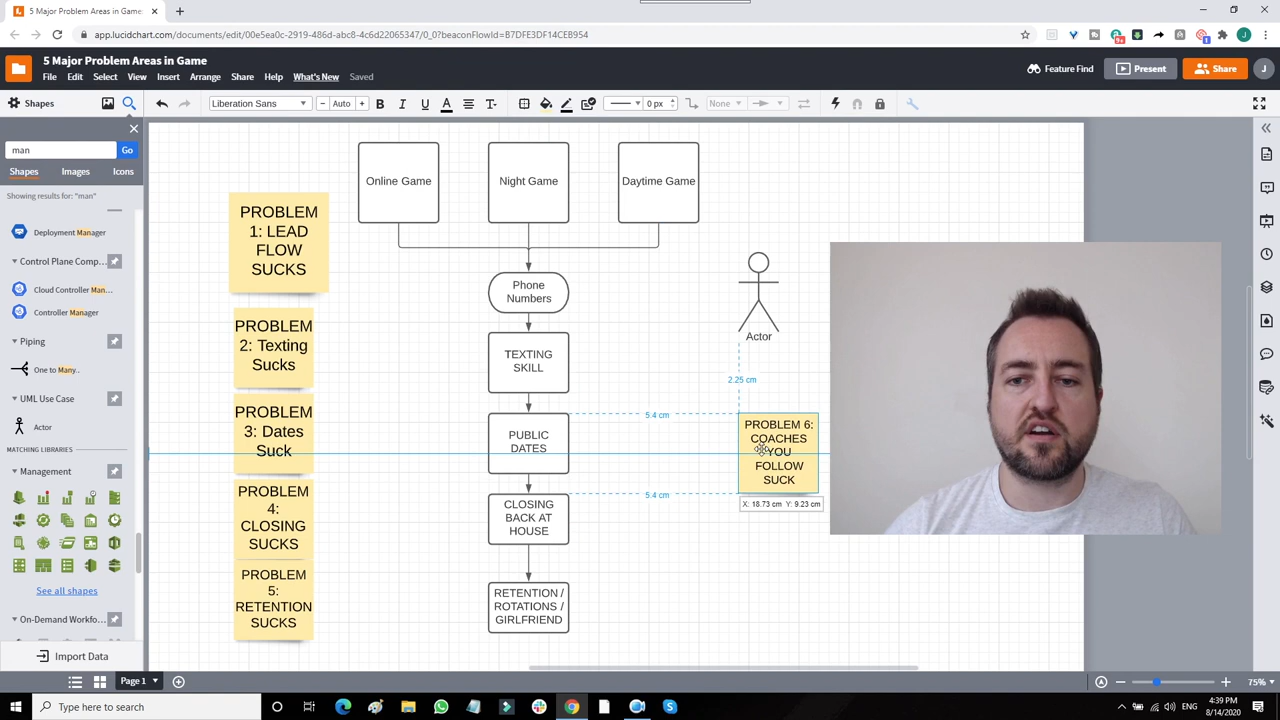 5 Major Problem Areas in Game:
app.lucidchart.com/documents/edit/00e5ea0c-2919-486d-abc8-4c6d22065347/0_0?beaconFlowId=B7DFE3DF14CEB954
J
5 Major Problem Areas in Game
File Edit Select View Insert Arrange Share Help What's New Saved
Feature Find
Present
Share
J
Shapes
Liberation Sans
Auto
B I U A T
0 px
None
man
Go
Shapes Images Icons
Showing results for: "man"
Deployment Manager
Control Plane Comp...
Cloud Controller Man...
Controller Manager
Piping
One to Many..
UML Use Case
Actor
MATCHING LIBRARIES
Management
See all shapes
On-Demand Workfo...
Import Data
Online Game
Night Game
Daytime Game
PROBLEM
1: LEAD
FLOW
SUCKS
Phone
Numbers
PROBLEM
2: Texting
Sucks
TEXTING
SKILL
Actor
2.25 cm
PROBLEM
3: Dates
Suck
PUBLIC
DATES
5.4 cm
5.4 cm
PROBLEM 6:
COACHES
YOU
FOLLOW
SUCK
X: 18.73 cm Y: 9.23 cm
PROBLEM
4:
CLOSING
SUCKS
CLOSING
BACK AT
HOUSE
PROBLEM
5:
RETENTION
SUCKS
RETENTION /
ROTATIONS /
GIRLFRIEND
Page 1
75%
Type here to search
4:39 PM
8/14/2020